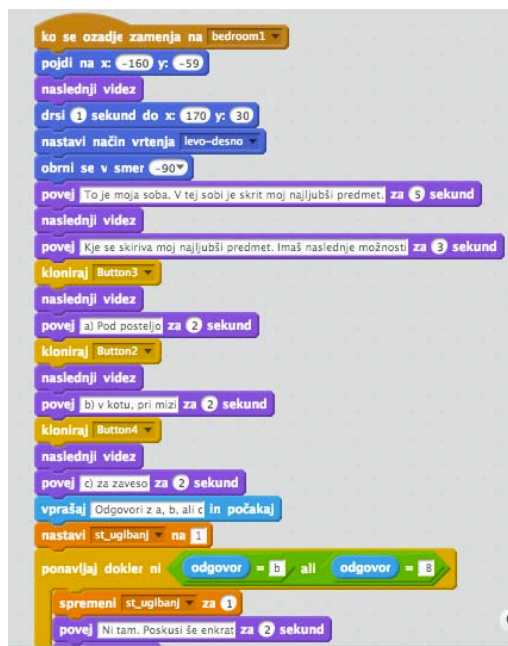 ko se ozadje zamenja na bedroom1
pojdi na x: -160 y: -59
naslednji videz
drsi 1 sekund do x: 170 y: 30
nastavi način vrtenja levo-desno
obrni se v smer -90
povej To je moja soba. V tej sobi je skrit moj najljubši predmet. za 5 sekund
naslednji videz
povej Kje se skiriva moj najljubši predmet. Imaš naslednje možnosti za 3 sekund
kloniraj Button3
naslednji videz
povej a) Pod posteljo za 2 sekund
kloniraj Button2
naslednji videz
povej b) v kotu, pri mizi za 2 sekund
kloniraj Button4
naslednji videz
povej c) za zaveso za 2 sekund
vprašaj Odgovori z a, b, ali c in počakaj
nastavi st_ugibanj na 1
ponavljaj dokler ni odgovor = b ali odgovor = B
spremeni st_ugibanj za 1
povej Ni tam. Poskusi še enkrat za 2 sekund